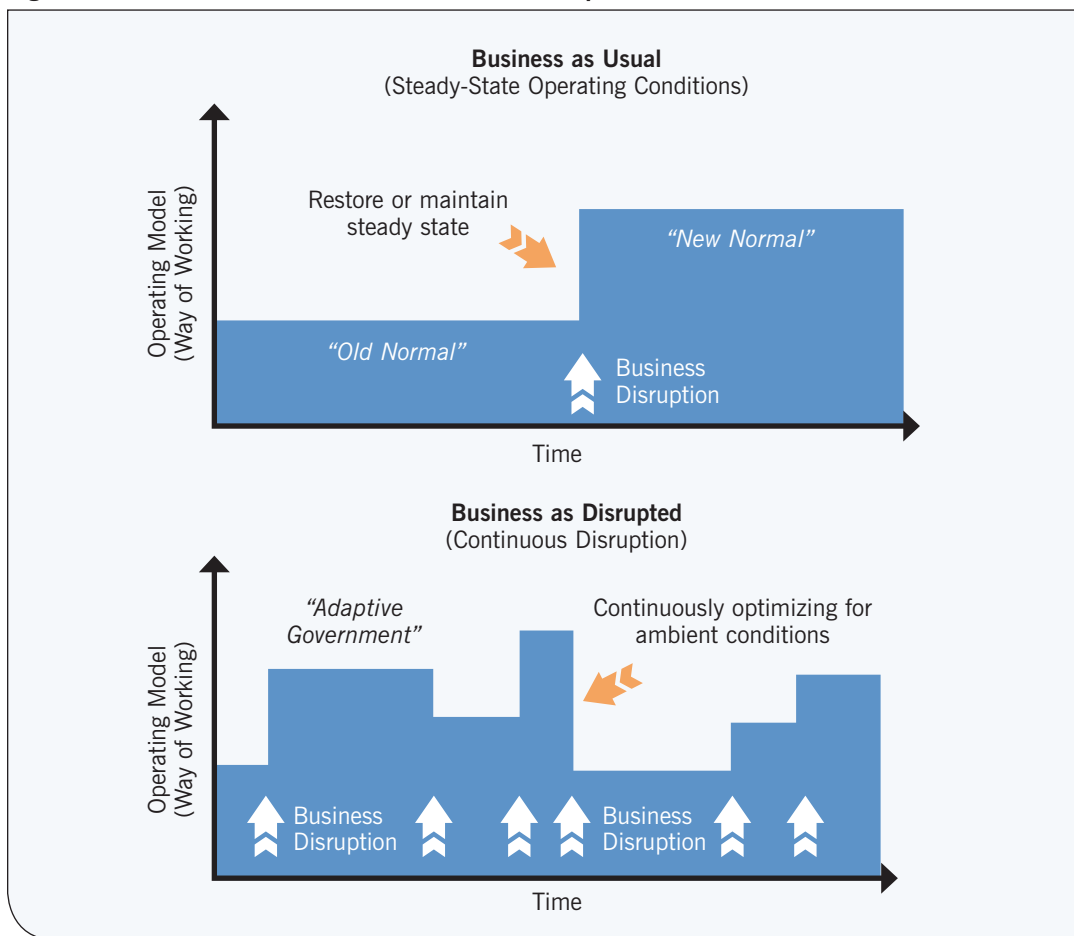 Business as Usual
(Steady-State Operating Conditions)
Operating Model
(Way of Working)
Restore or maintain
steady state
“New Normal”
“Old Normal”
Business
Disruption
Time
Business as Disrupted
(Continuous Disruption)
Operating Model
(Way of Working)
“Adaptive
Government”
Continuously optimizing for
ambient conditions
Business
Disruption
Business
Disruption
Time